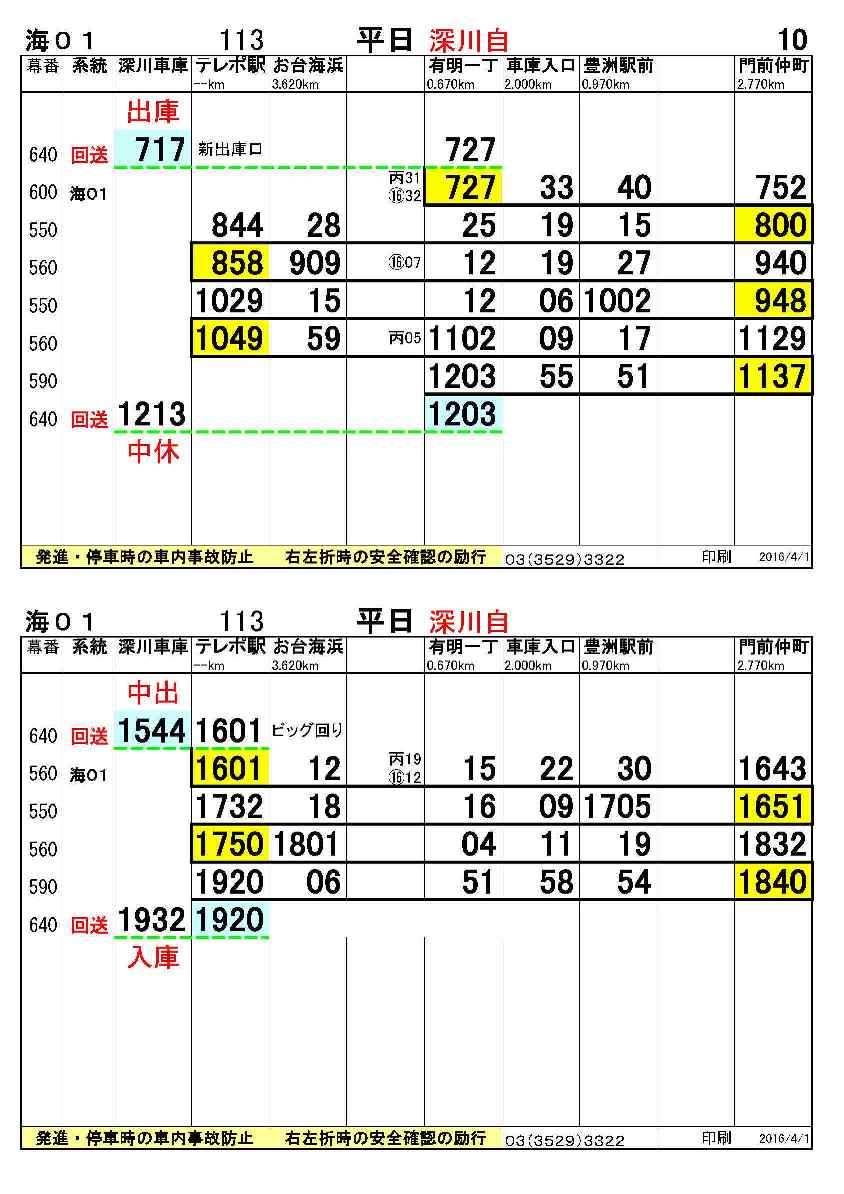 海０１ 113 平日 深川自 10
幕番 系統 深川車庫 テレポ駅 お台海浜 有明一丁 車庫入口 豊洲駅前 門前仲町
--km 3.620km 0.670km 2.000km 0.970km 2.770km
出庫
640 回送 717 新出庫口 727
600 海01 丙31 ⑯32 727 33 40 752
550 844 28 25 19 15 800
560 858 909 ⑯07 12 19 27 940
550 1029 15 12 06 1002 948
560 1049 59 丙05 1102 09 17 1129
590 1203 55 51 1137
640 回送 1213 1203
中休
発進・停車時の車内事故防止 右左折時の安全確認の励行 03(3529)3322 印刷 2016/4/1
海０１ 113 平日 深川自
幕番 系統 深川車庫 テレポ駅 お台海浜 有明一丁 車庫入口 豊洲駅前 門前仲町
--km 3.620km 0.670km 2.000km 0.970km 2.770km
中出
640 回送 1544 1601 ビッグ回り
560 海01 1601 12 丙19 ⑯12 15 22 30 1643
550 1732 18 16 09 1705 1651
560 1750 1801 04 11 19 1832
590 1920 06 51 58 54 1840
640 回送 1932 1920
入庫
発進・停車時の車内事故防止 右左折時の安全確認の励行 03(3529)3322 印刷 2016/4/1